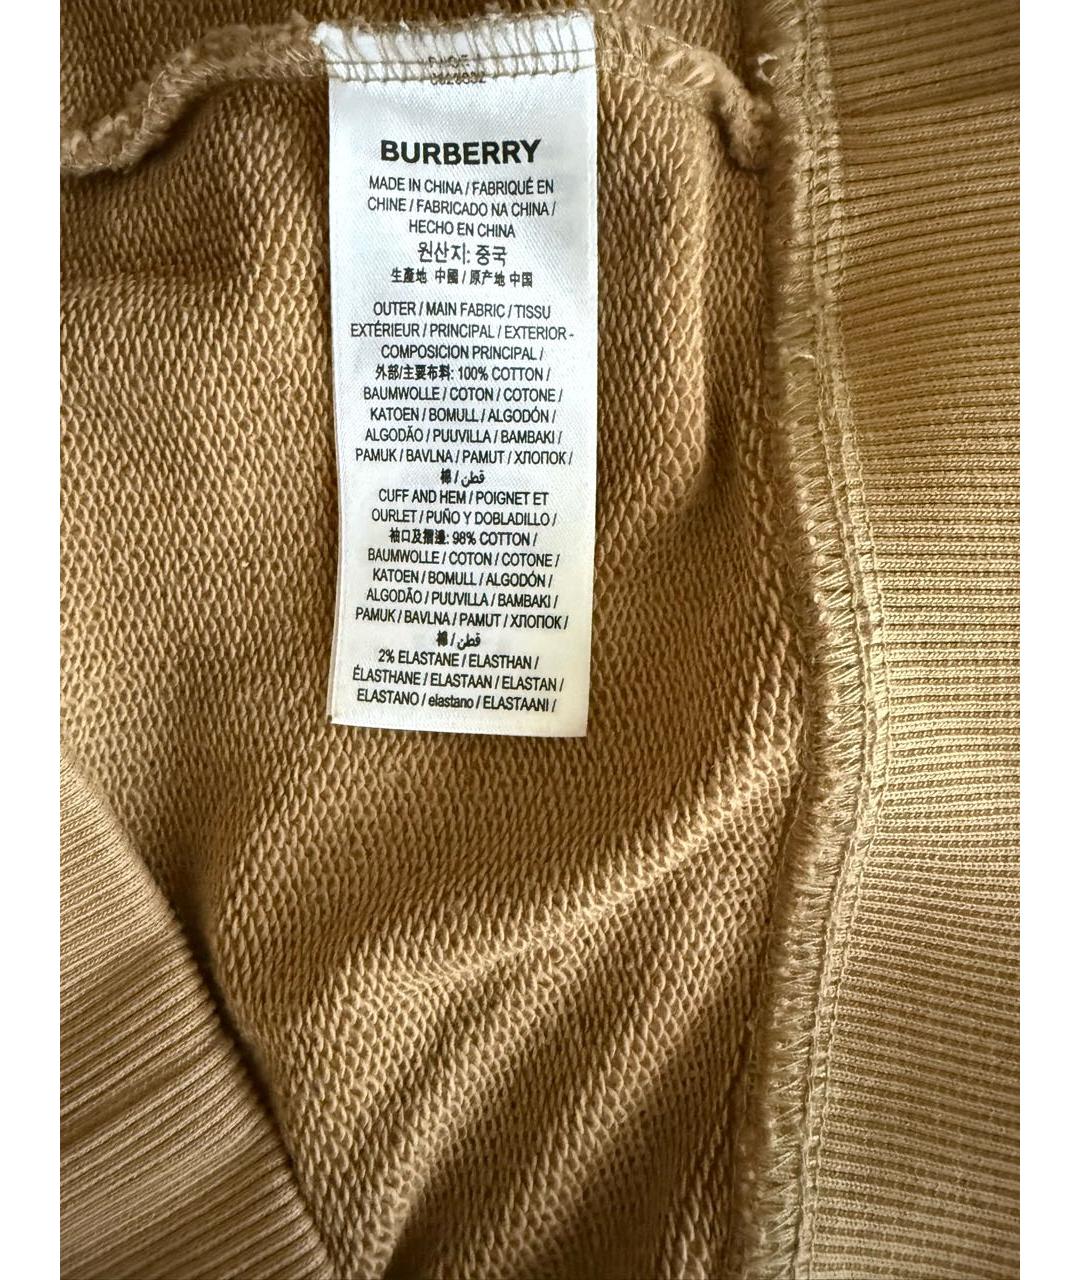 BURBERRY
MADE IN CHINA / FABRIQUÉ EN
CHINE / FABRICADO NA CHINA /
HECHO EN CHINA
원산지: 중국
生產地 中國 / 原产地 中国
OUTER / MAIN FABRIC / TISSU
EXTÉRIEUR / PRINCIPAL / EXTERIOR -
COMPOSICION PRINCIPAL /
外部/主要布料: 100% COTTON /
BAUMWOLLE / COTON / COTONE /
KATOEN / BOMULL / ALGODÓN /
ALGODÃO / PUUVILLA / BAMBAKI /
PAMUK / BAVLNA / PAMUT / ХЛОПОК /
棉 / قطن
CUFF AND HEM / POIGNET ET
OURLET / PUÑO Y DOBLADILLO /
袖口及摺邊: 98% COTTON /
BAUMWOLLE / COTON / COTONE /
KATOEN / BOMULL / ALGODÓN /
ALGODÃO / PUUVILLA / BAMBAKI /
PAMUK / BAVLNA / PAMUT / ХЛОПОК /
棉 / قطن
2% ELASTANE / ELASTHAN /
ÉLASTHANE / ELASTAAN / ELASTAN /
ELASTANO / elastano / ELASTAANI /